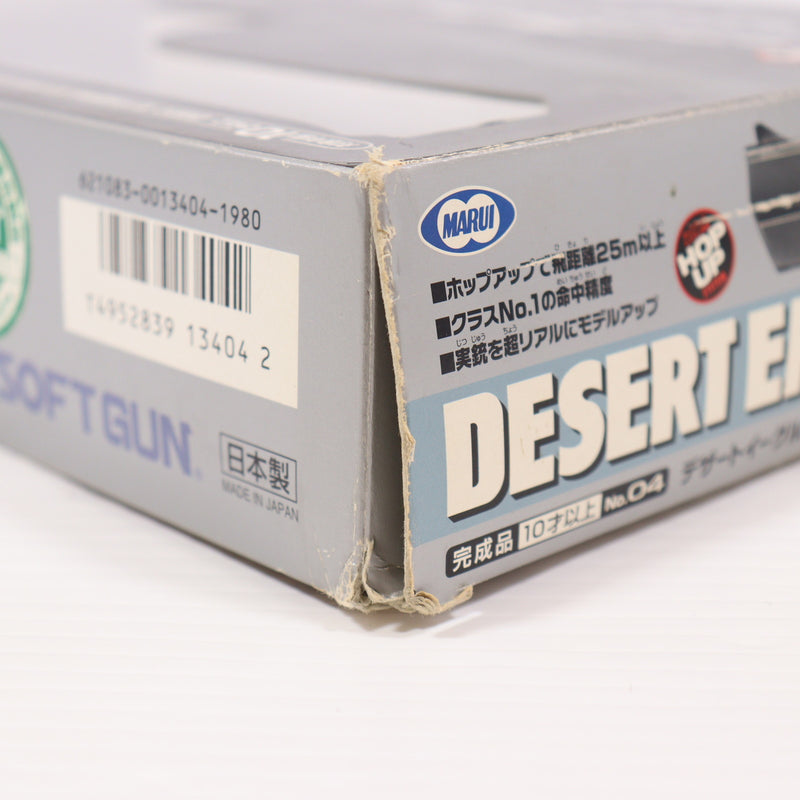 621083-0013404-1980
T4952839 13404 2
SOFT GUN
日本製
MADE IN JAPAN
MARUI
■ホップアップで飛距離25m以上
■クラスNo.1の命中精度
■実銃を超リアルにモデルアップ
HOP UP
DESERT
デザートイーグル
完成品 10才以上 No.04